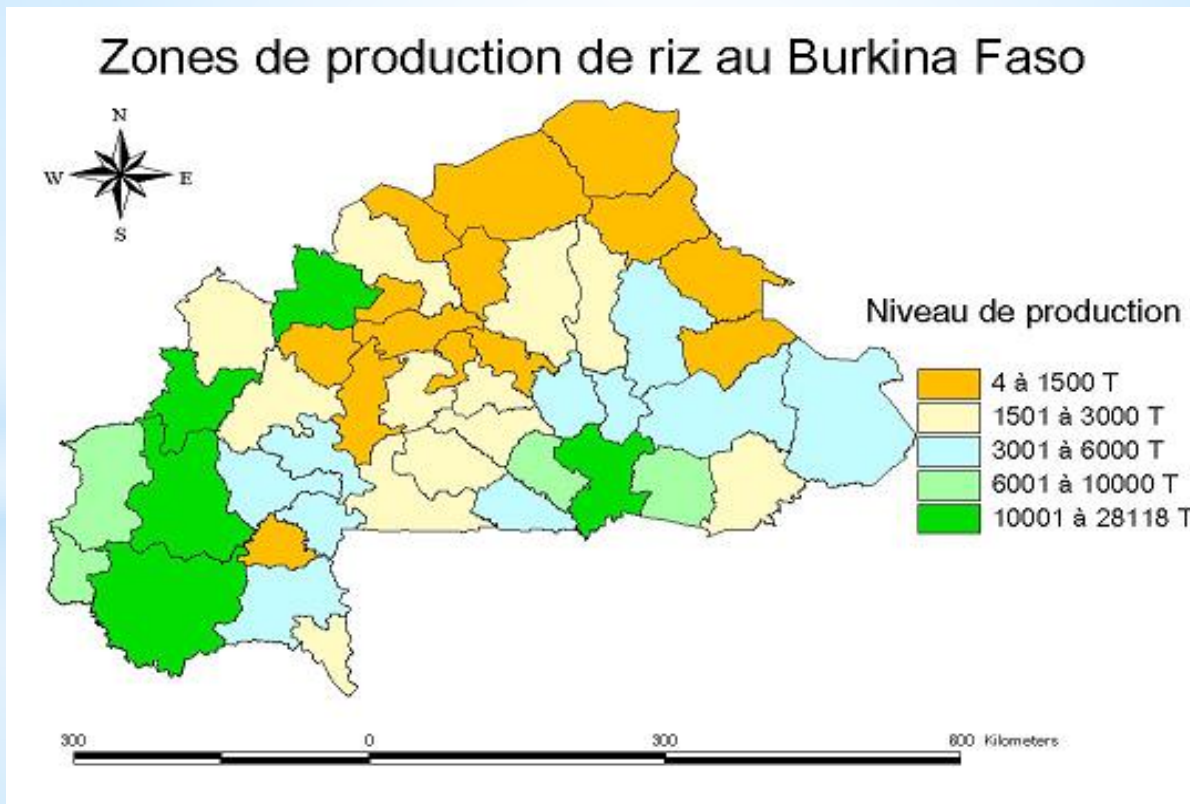 Zones de production de riz au Burkina Faso
N
W E
S
Niveau de production
4 à 1500 T
1501 à 3000 T
3001 à 6000 T
6001 à 10000 T
10001 à 28118 T
300 0 300 600 Kilometers